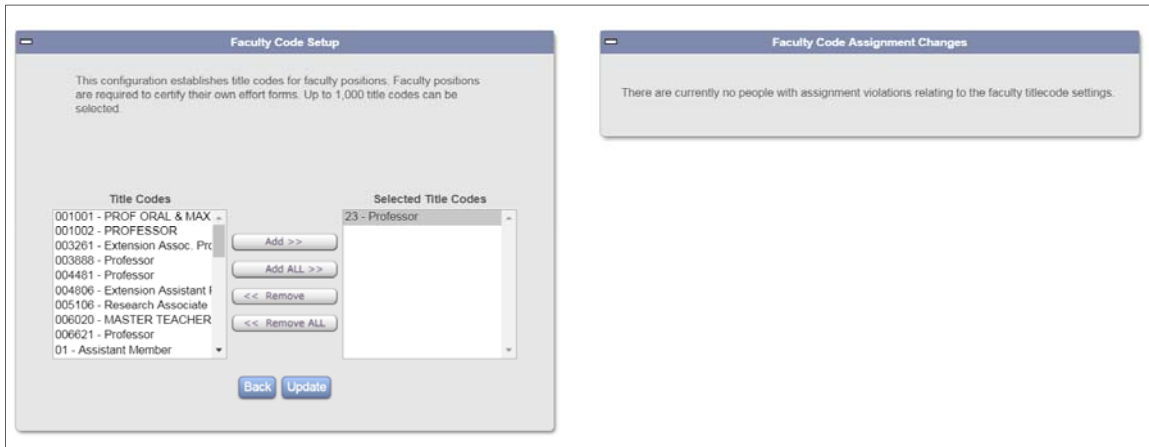 Faculty Code Setup
This configuration establishes title codes for faculty positions. Faculty positions
are required to certify their own effort forms. Up to 1,000 title codes can be
selected.
Title Codes
001001 - PROF ORAL & MAX
001002 - PROFESSOR
003261 - Extension Assoc. Pro
003888 - Professor
004481 - Professor
004806 - Extension Assistant
005106 - Research Associate
006020 - MASTER TEACHER
006621 - Professor
01 - Assistant Member
Add >>
Add ALL >>
<< Remove
<< Remove ALL
Selected Title Codes
23 - Professor
Back
Update
Faculty Code Assignment Changes
There are currently no people with assignment violations relating to the faculty titlecode settings.